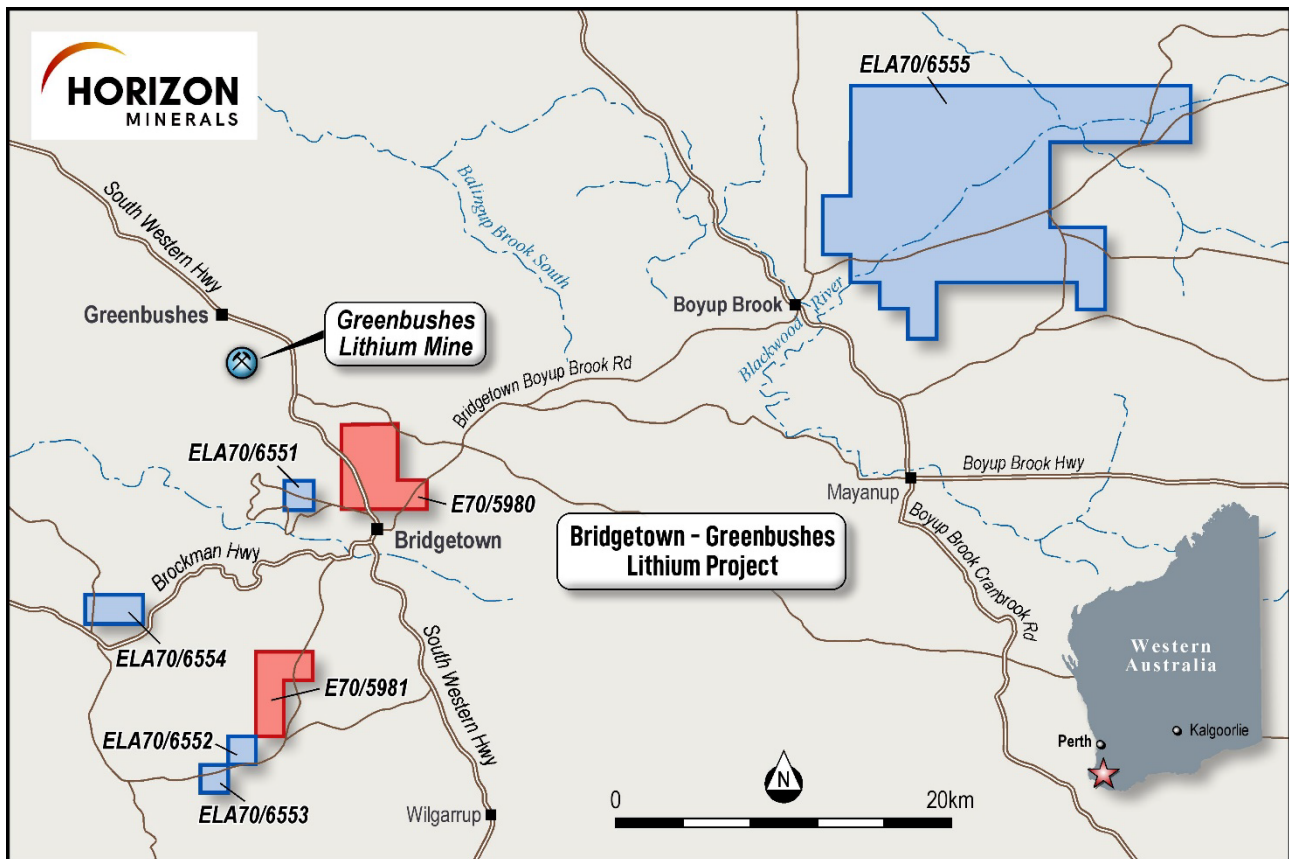 HORIZON
MINERALS
ELA70/6555
South Western Hwy
Balingup Brook South
Greenbushes
Greenbushes
Lithium Mine
Boyup Brook
Blackwood River
Bridgetown Boyup Brook Rd
ELA70/6551
E70/5980
Mayanup
Boyup Brook Hwy
Bridgetown
Bridgetown - Greenbushes
Lithium Project
Brockman Hwy
Boyup Brook Cranbrook Rd
ELA70/6554
South Western Hwy
E70/5981
Western
Australia
ELA70/6552
Perth
Kalgoorlie
ELA70/6553
Wilgarrup
N
0 20km